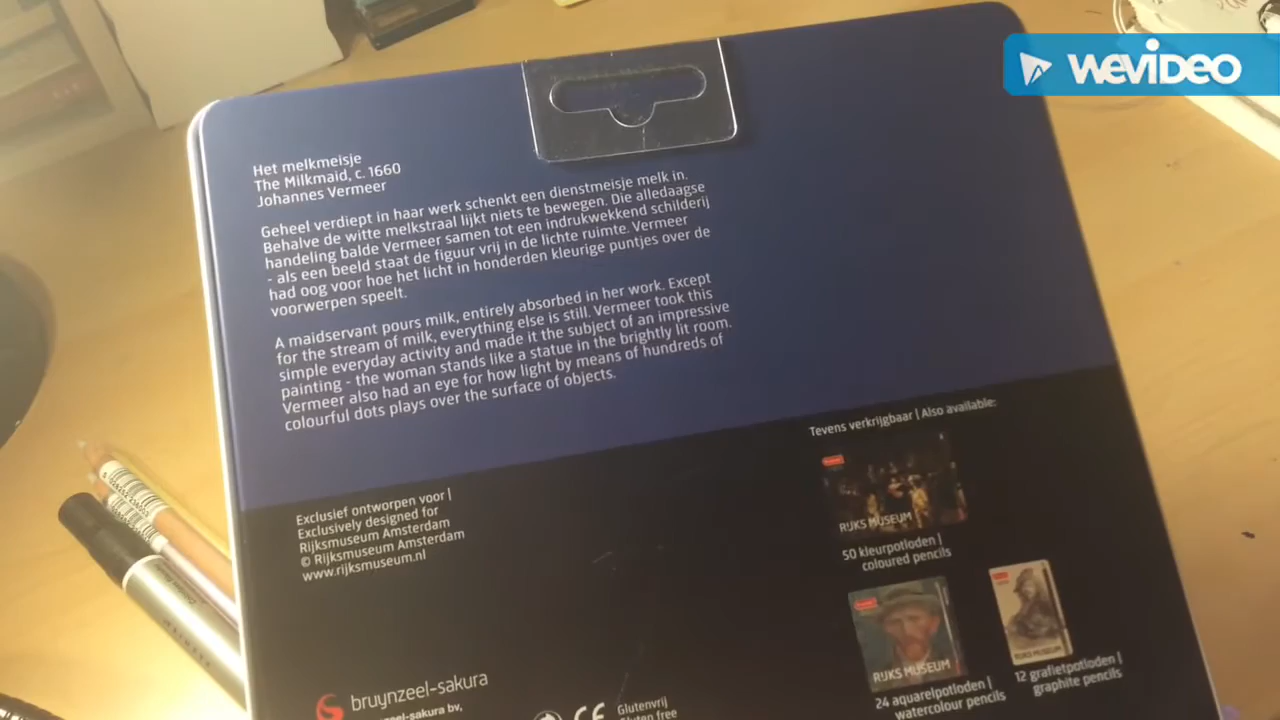 WEVIDEO
Het melkmeisje
The Milkmaid, c. 1660
Johannes Vermeer
Geheel verdiept in haar werk schenkt een dienstmeisje melk in.
Behalve de witte melkstraal lijkt niets te bewegen. Die alledaagse
handeling balde Vermeer samen tot een indrukwekkend schilderij
- als een beeld staat de figuur vrij in de lichte ruimte. Vermeer
had oog voor hoe het licht in honderden kleurige puntjes over de
voorwerpen speelt.
A maidservant pours milk, entirely absorbed in her work. Except
for the stream of milk, everything else is still. Vermeer took this
simple everyday activity and made it the subject of an impressive
painting - the woman stands like a statue in the brightly lit room.
Vermeer also had an eye for how light by means of hundreds of
colourful dots plays over the surface of objects.
Exclusief ontworpen voor |
Exclusively designed for
Rijksmuseum Amsterdam
© Rijksmuseum Amsterdam
www.rijksmuseum.nl
Tevens verkrijgbaar | Also available:
RIJKS MUSEUM
50 kleurpotloden |
coloured pencils
RIJKS MUSEUM
24 aquarelpotloden |
watercolour pencils
RIJKS MUSEUM
12 grafietpotloden |
graphite pencils
bruynzeel-sakura
zeel-sakura bv,
CE
Glutenvrij
Gluten free